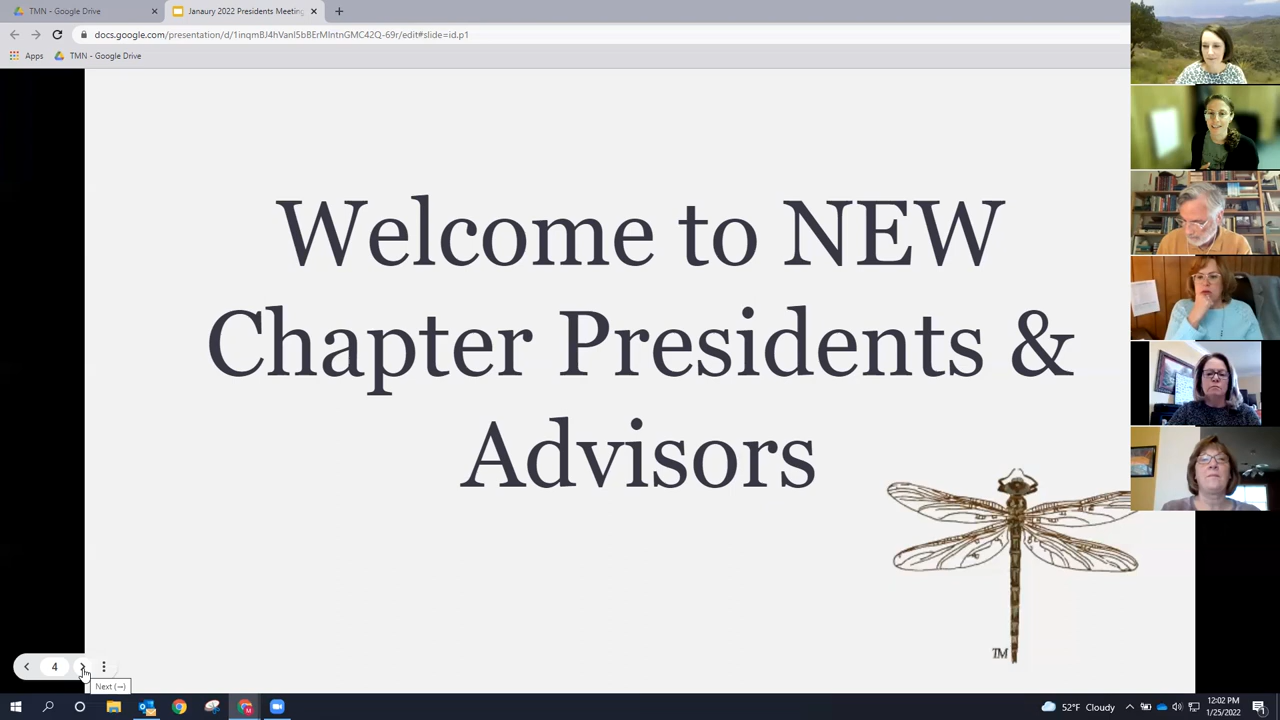 TMN - Google Drive
Janaury 2022 Presidents Meeting
docs.google.com/presentation/d/1inqmBJ4hVanI5bBErMIntnGMC42Q-69r/edit#slide=id.p1
Apps
TMN - Google Drive
Welcome to NEW
Chapter Presidents &
Advisors
TM
4
Next (→)
52°F Cloudy
12:02 PM
1/25/2022
1